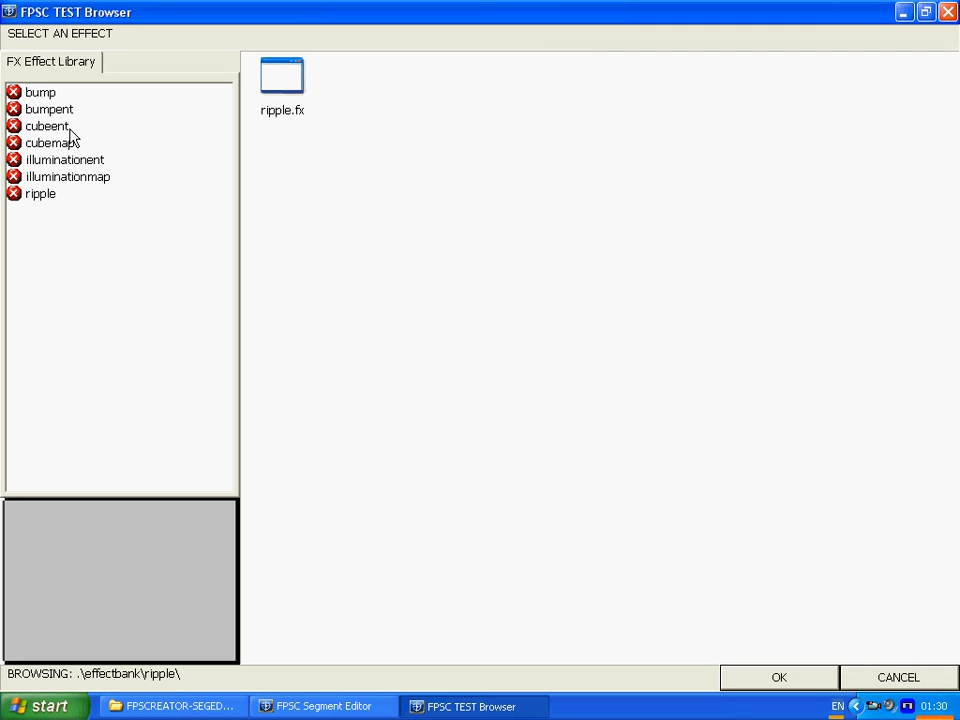 FPSC TEST Browser
SELECT AN EFFECT
FX Effect Library
bump
bumpent
cubeent
cubemap
illuminationent
illuminationmap
ripple
ripple.fx
BROWSING: .\effectbank\ripple\
OK
CANCEL
start
FPSCREATOR-SEGED...
FPSC Segment Editor
FPSC TEST Browser
EN
01:30